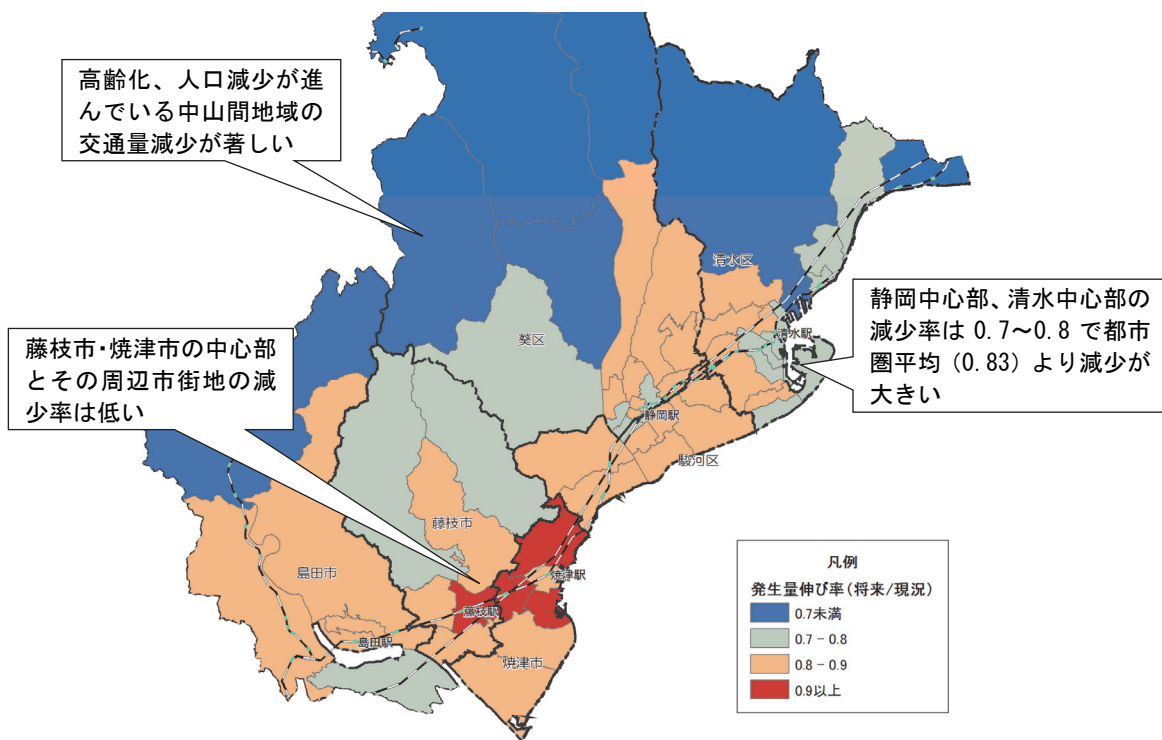 高齢化、人口減少が進
んでいる中山間地域の
交通量減少が著しい
清水区
静岡中心部、清水中心部の
減少率は 0.7～0.8 で都市
圏平均（0.83）より減少が
大きい
清水駅
藤枝市・焼津市の中心部
とその周辺市街地の減
少率は低い
葵区
静岡駅
駿河区
藤枝市
島田市
焼津駅
藤枝駅
島田駅
焼津市
凡例
発生量伸び率(将来/現況)
0.7未満
0.7 - 0.8
0.8 - 0.9
0.9以上